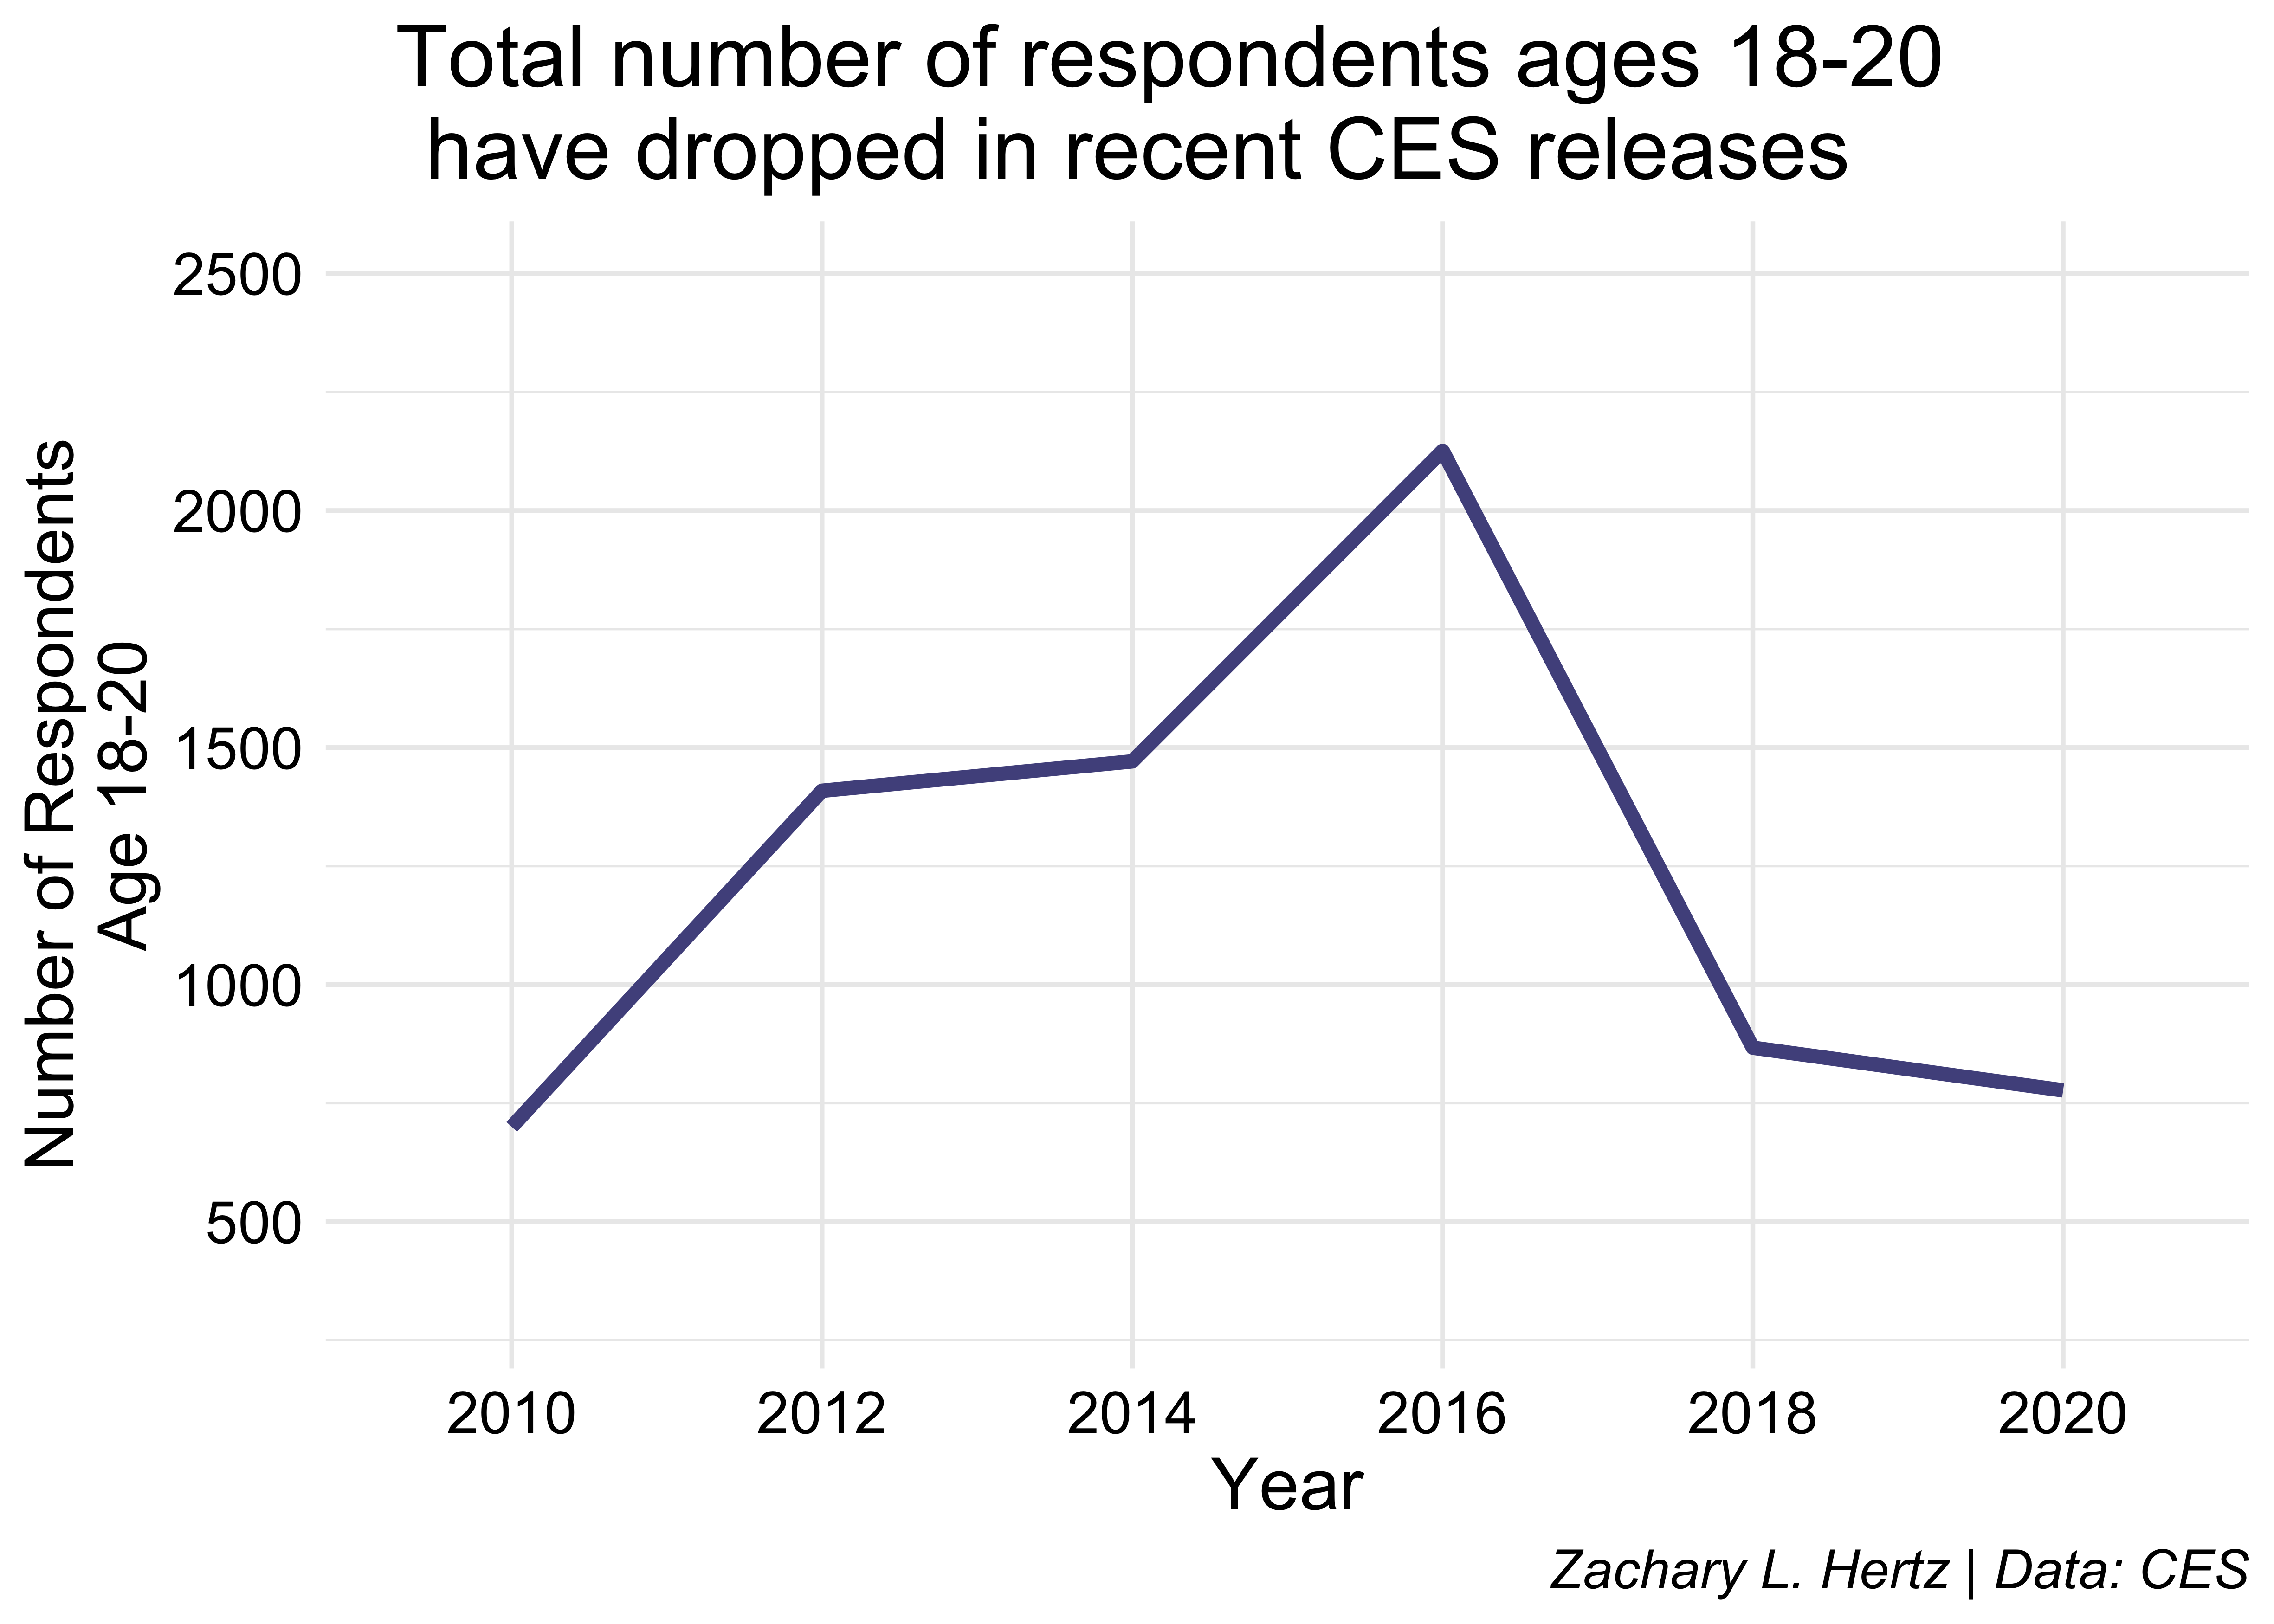 Total number of respondents ages 18-20
have dropped in recent CES releases
Number of Respondents
Age 18-20
2500
2000
1500
1000
500
2010 2012 2014 2016 2018 2020
Year
Zachary L. Hertz | Data: CES